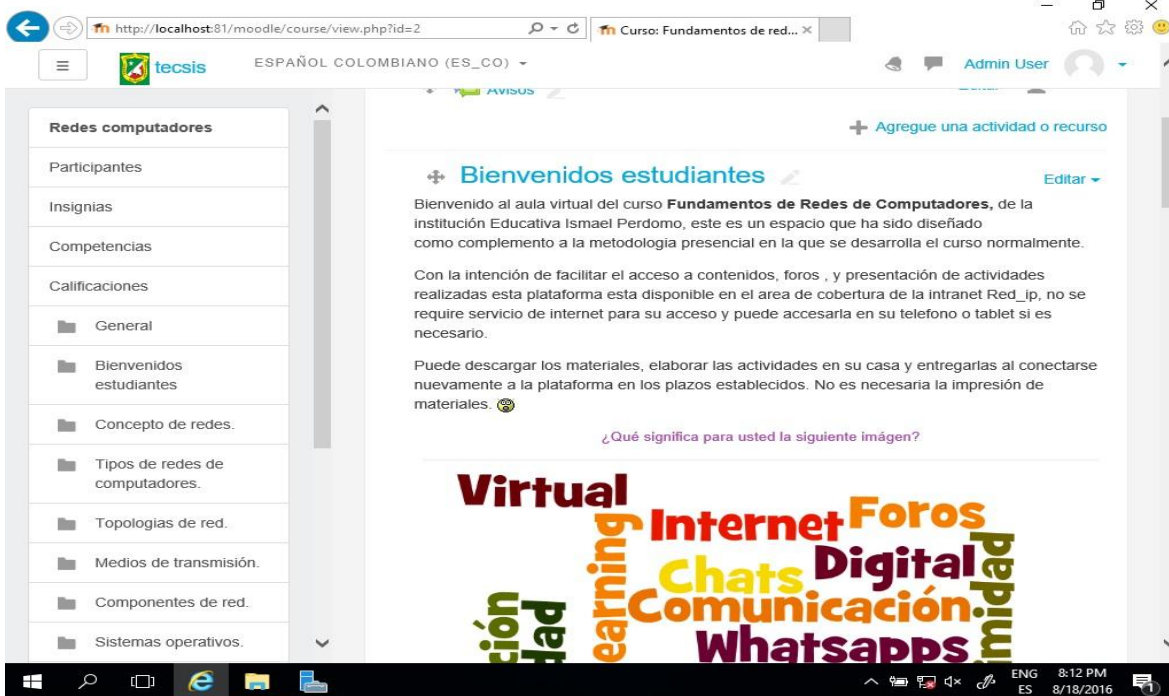 http://localhost:81/moodle/course/view.php?id=2
Curso: Fundamentos de red...
tecsis
ESPAÑOL COLOMBIANO (ES_CO)
Admin User
Redes computadores
Participantes
Insignias
Competencias
Calificaciones
General
Bienvenidos
estudiantes
Concepto de redes.
Tipos de redes de
computadores.
Topologias de red.
Medios de transmisión.
Componentes de red.
Sistemas operativos.
Avisos
Agregue una actividad o recurso
Bienvenidos estudiantes
Editar
Bienvenido al aula virtual del curso Fundamentos de Redes de Computadores, de la
institución Educativa Ismael Perdomo, este es un espacio que ha sido diseñado
como complemento a la metodologia presencial en la que se desarrolla el curso normalmente.
Con la intención de facilitar el acceso a contenidos, foros , y presentación de actividades
realizadas esta plataforma esta disponible en el area de cobertura de la intranet Red_ip, no se
require servicio de internet para su acceso y puede accesarla en su telefono o tablet si es
necesario.
Puede descargar los materiales, elaborar las actividades en su casa y entregarlas al conectarse
nuevamente a la plataforma en los plazos establecidos. No es necesaria la impresión de
materiales.
¿Qué significa para usted la siguiente imágen?
Virtual
Internet
Foros
Chats
Digital
Comunicación
Whatsapps
ENG
ES
8:12 PM
8/18/2016